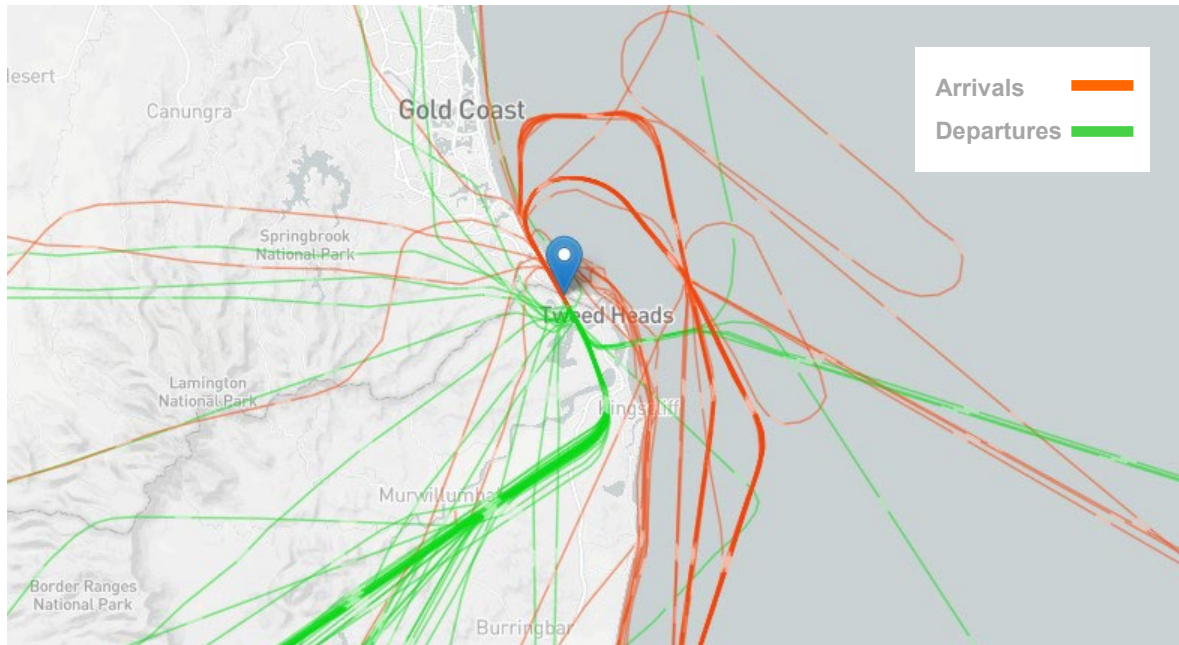 desert
Canungra
Gold Coast
Arrivals
Departures
Springbrook
National Park
Tweed Heads
Lamington
National Park
Kingscliff
Murwillumba
Border Ranges
National Park
Burringbar